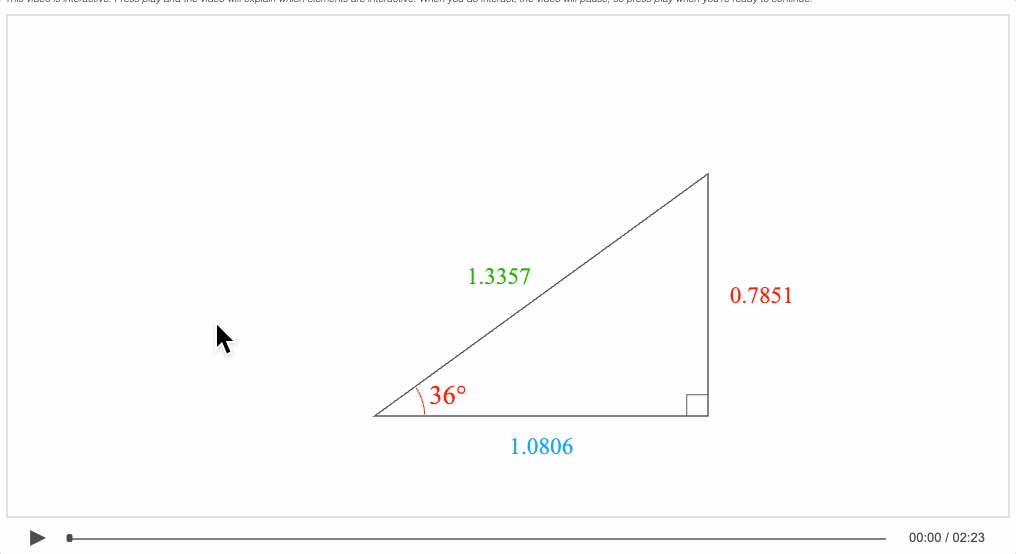 This video is interactive. Press play and the video will explain which elements are interactive. When you do interact, the video will pause, so press play when you're ready to continue.
1.3357
0.7851
36°
1.0806
00:00 / 02:23